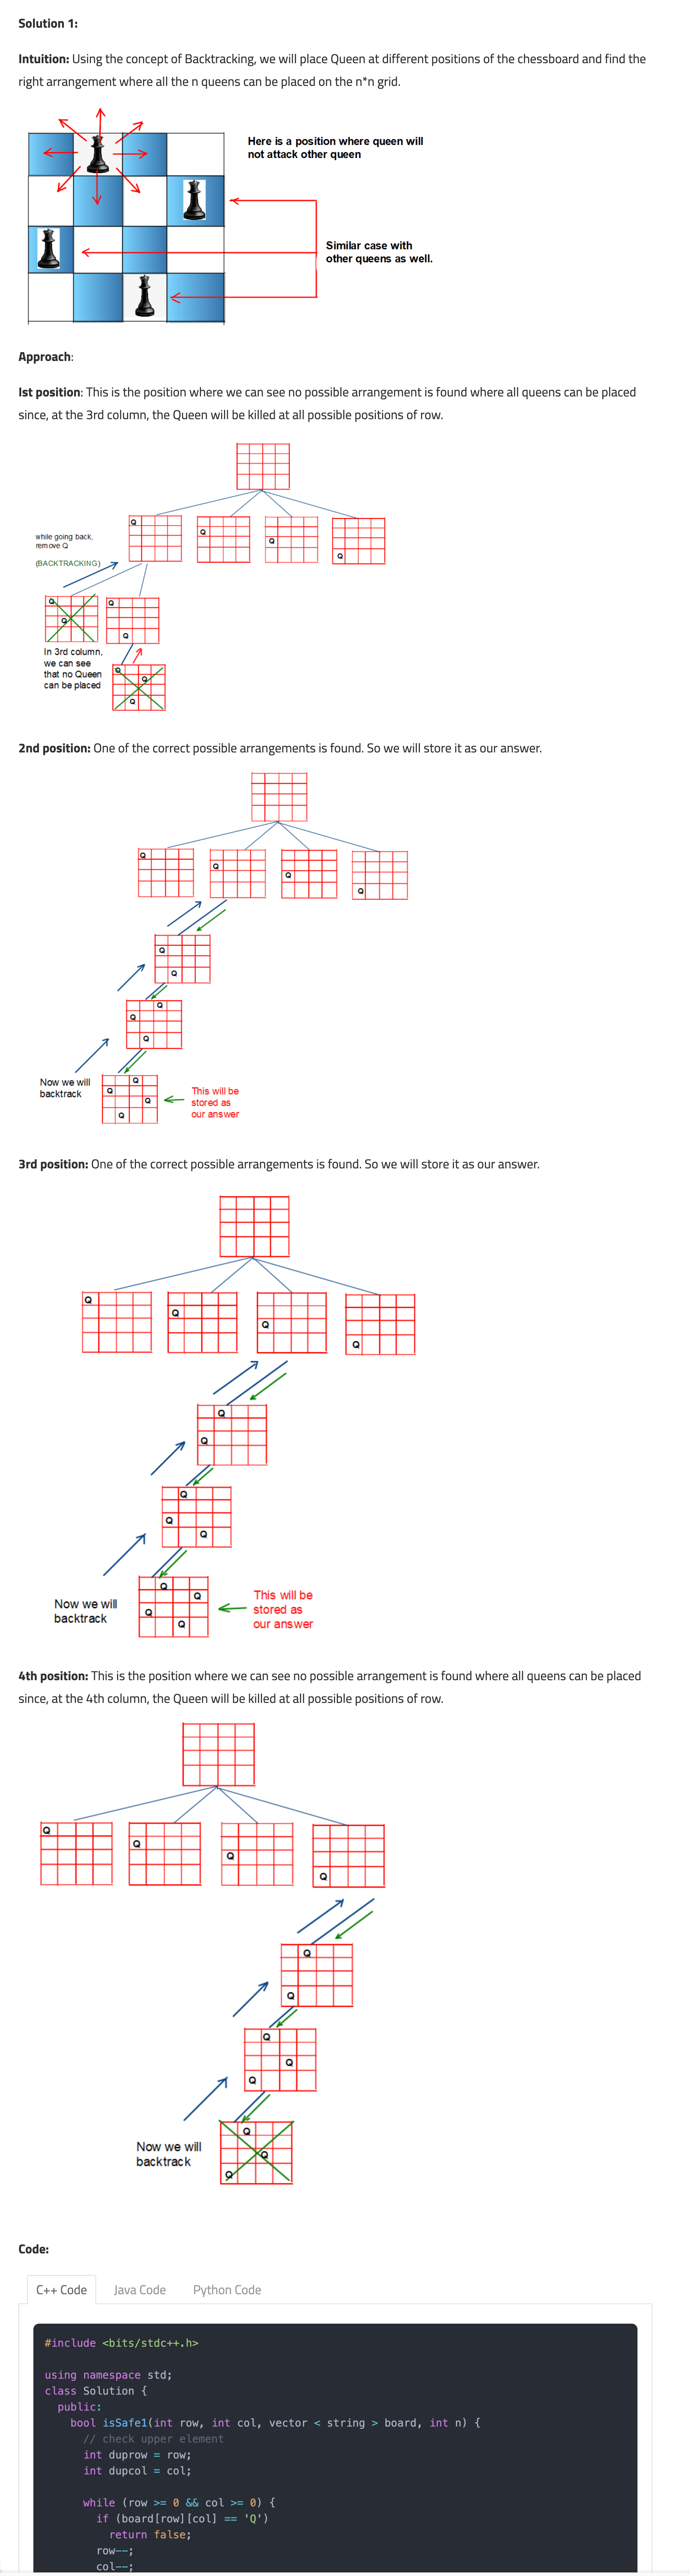 Solution 1:
Intuition: Using the concept of Backtracking, we will place Queen at different positions of the chessboard and find the
right arrangement where all the n queens can be placed on the n*n grid.
Here is a position where queen will
not attack other queen
Similar case with
other queens as well.
Approach:
Ist position: This is the position where we can see no possible arrangement is found where all queens can be placed
since, at the 3rd column, the Queen will be killed at all possible positions of row.
while going back,
remove Q
(BACKTRACKING)
Q
Q
Q
Q
Q
Q
Q
Q
In 3rd column,
we can see
that no Queen
can be placed
Q
Q
Q
2nd position: One of the correct possible arrangements is found. So we will store it as our answer.
Q
Q
Q
Q
Q
Q
Q
Q
Q
Now we will
backtrack
Q
Q
Q
Q
This will be
stored as
our answer
3rd position: One of the correct possible arrangements is found. So we will store it as our answer.
Q
Q
Q
Q
Q
Q
Q
Q
Q
Now we will
backtrack
Q
Q
Q
Q
This will be
stored as
our answer
4th position: This is the position where we can see no possible arrangement is found where all queens can be placed
since, at the 4th column, the Queen will be killed at all possible positions of row.
Q
Q
Q
Q
Q
Q
Q
Q
Q
Now we will
backtrack
Q
Q
Q
Code:
C++ Code Java Code Python Code
#include <bits/stdc++.h>
using namespace std;
class Solution {
public:
bool isSafe1(int row, int col, vector < string > board, int n) {
// check upper element
int duprow = row;
int dupcol = col;
while (row >= 0 && col >= 0) {
if (board[row][col] == 'Q')
return false;
row--;
col--;